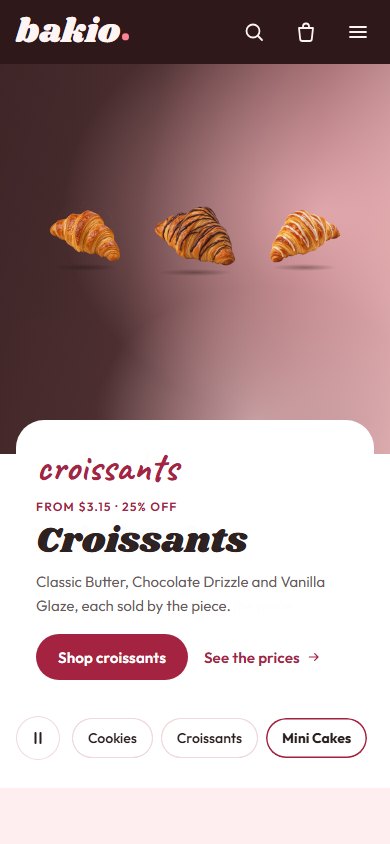 bakio.
croissants
FROM $3.15 · 25% OFF
Croissants
Classic Butter, Chocolate Drizzle and Vanilla
Glaze, each sold by the piece.
Shop croissants
See the prices →
Cookies
Croissants
Mini Cakes